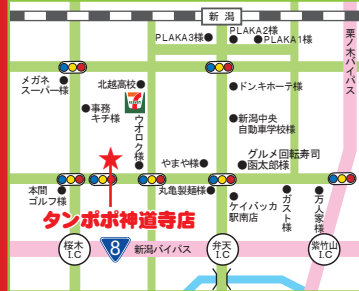 新潟
PLAKA3様
PLAKA2様
PLAKA1様
栗ノ木バイパス
メガネ
スーパー様
北越高校
ドンキホーテ様
事務
キチ様
ウオロク様
新潟中央
自動車学校様
やまや様
グルメ回転寿司
函太郎様
本間
ゴルフ様
丸亀製麺様
ケイバッカ
駅南店
ガスト様
万人家様
タンポポ神道寺店
桜木
I.C
8
新潟バイパス
弁天
I.C
紫竹山
I.C